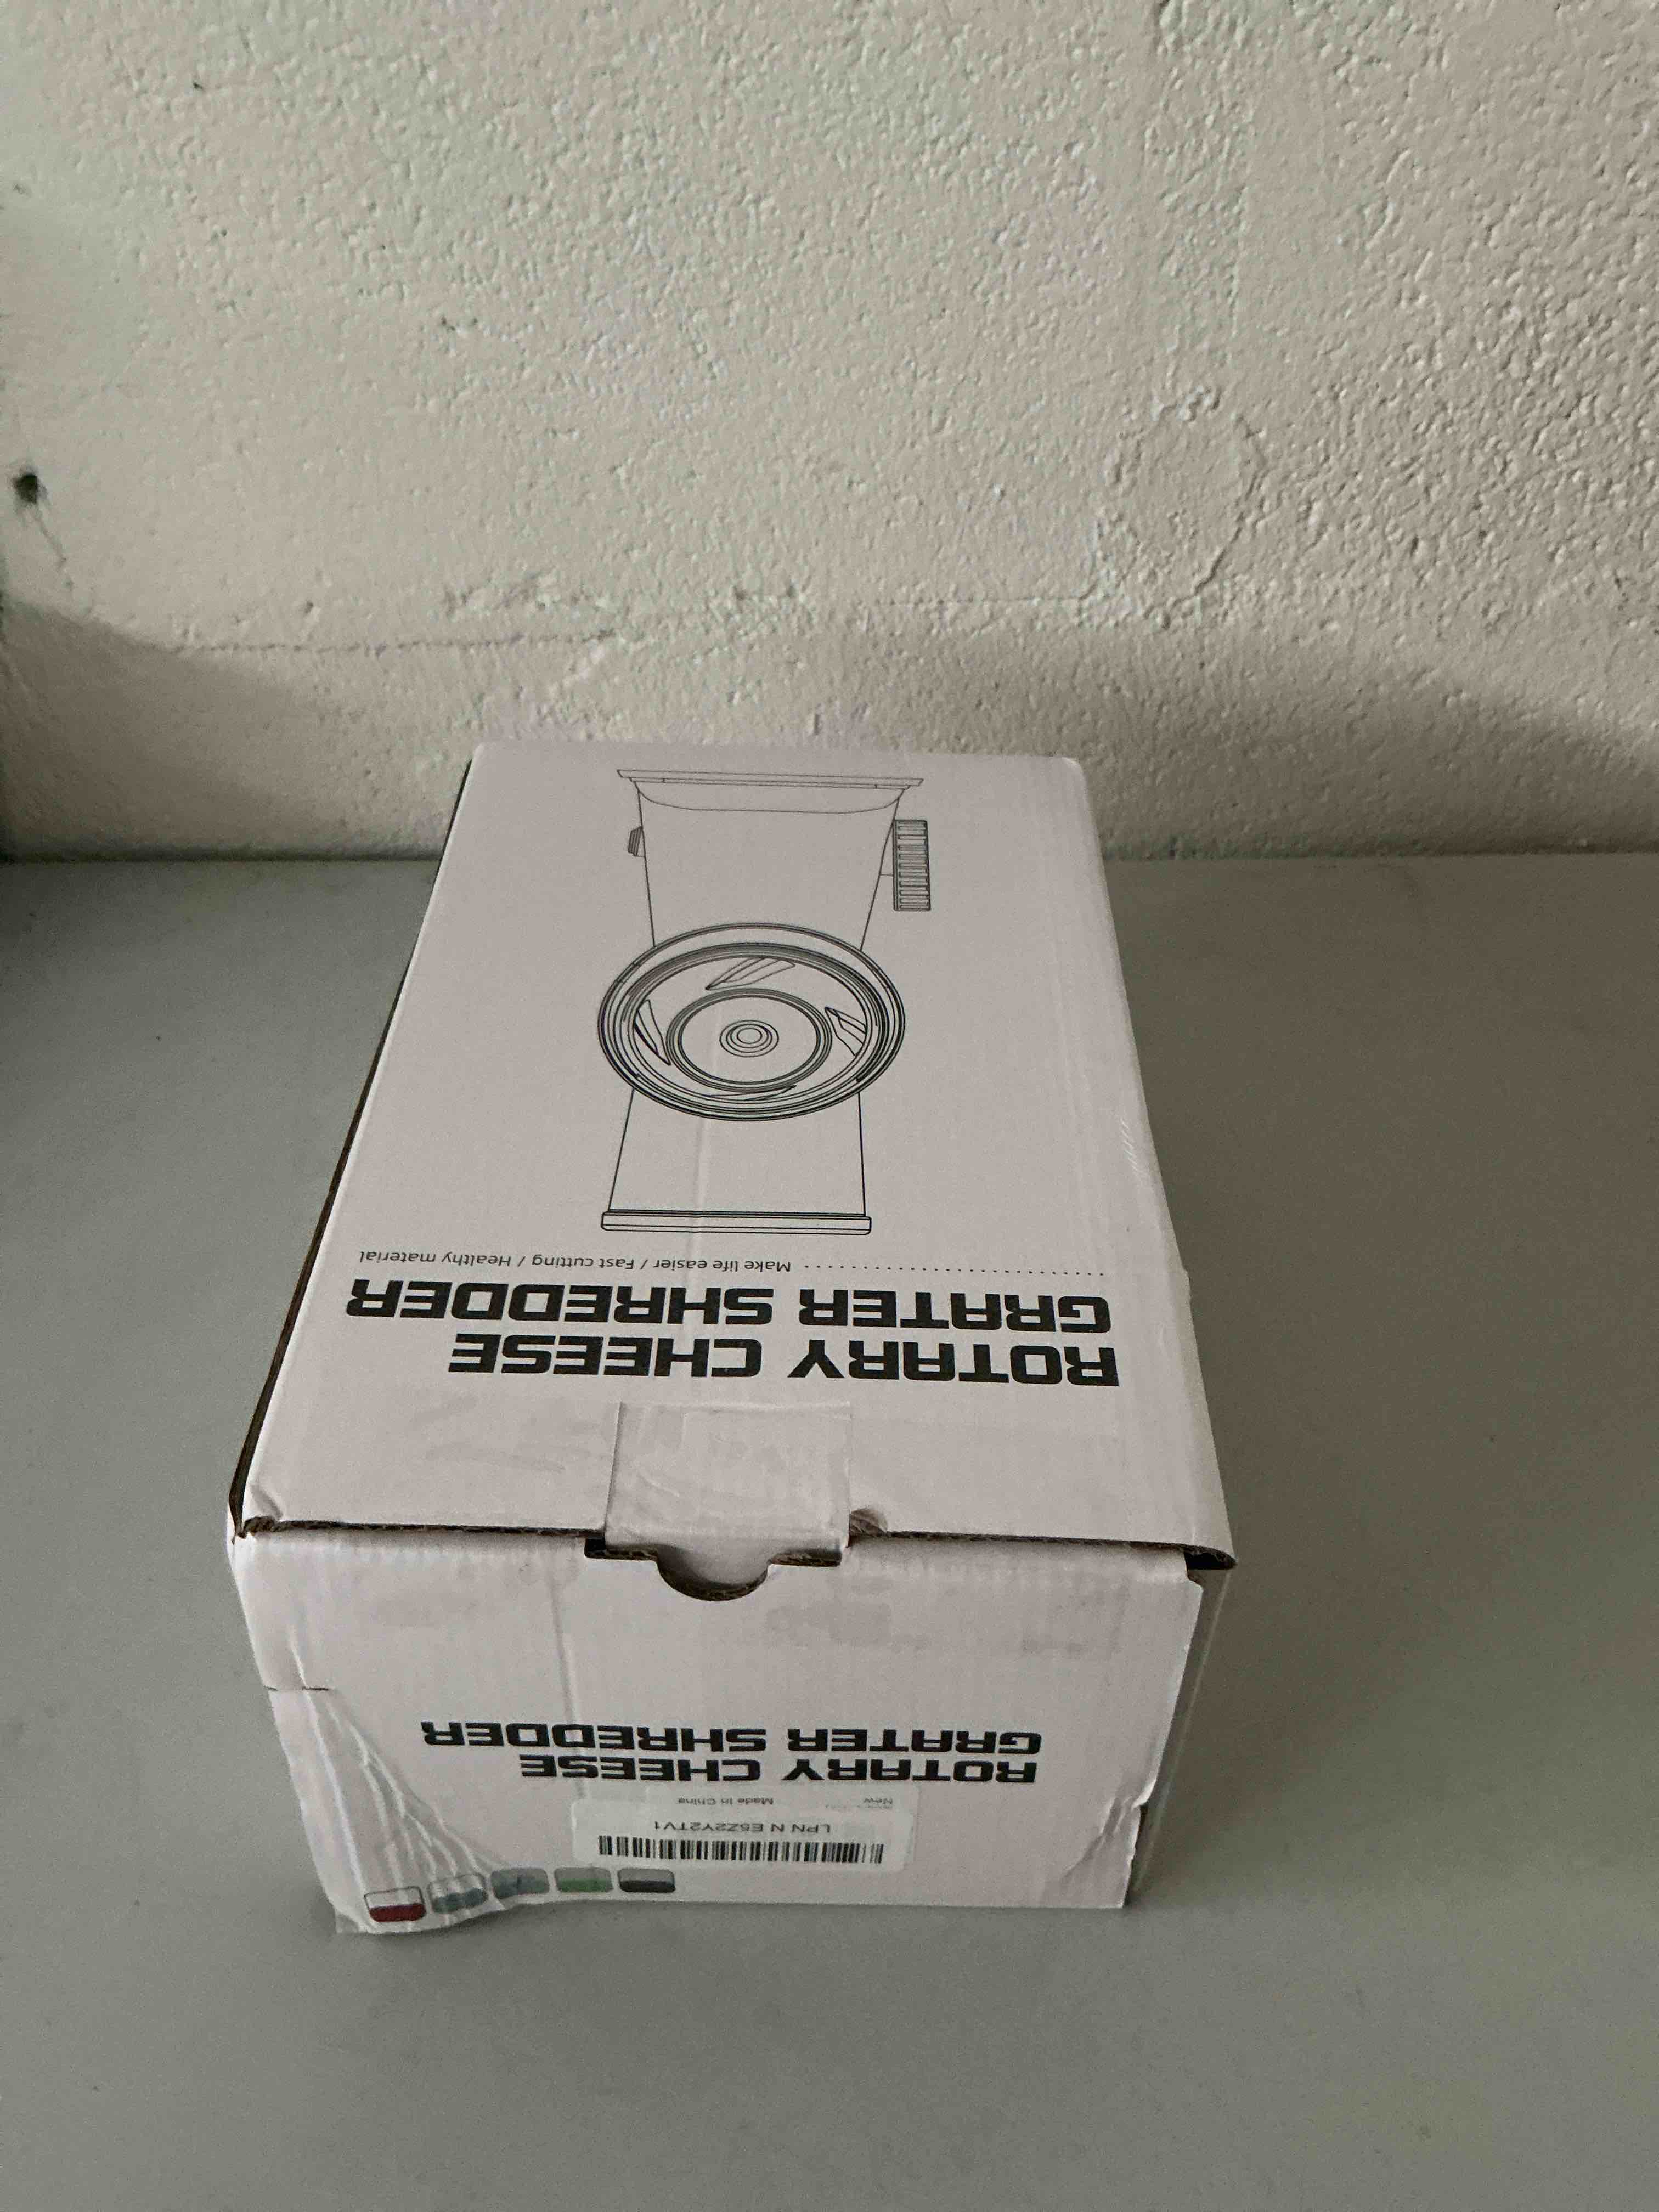 ROTARY CHEESE
GRATER SHREDDER
Make life easier / Fast cutting / Healthy material
LPN N E5Z2Y2TV1
New
Made in China
ROTARY CHEESE
GRATER SHREDDER